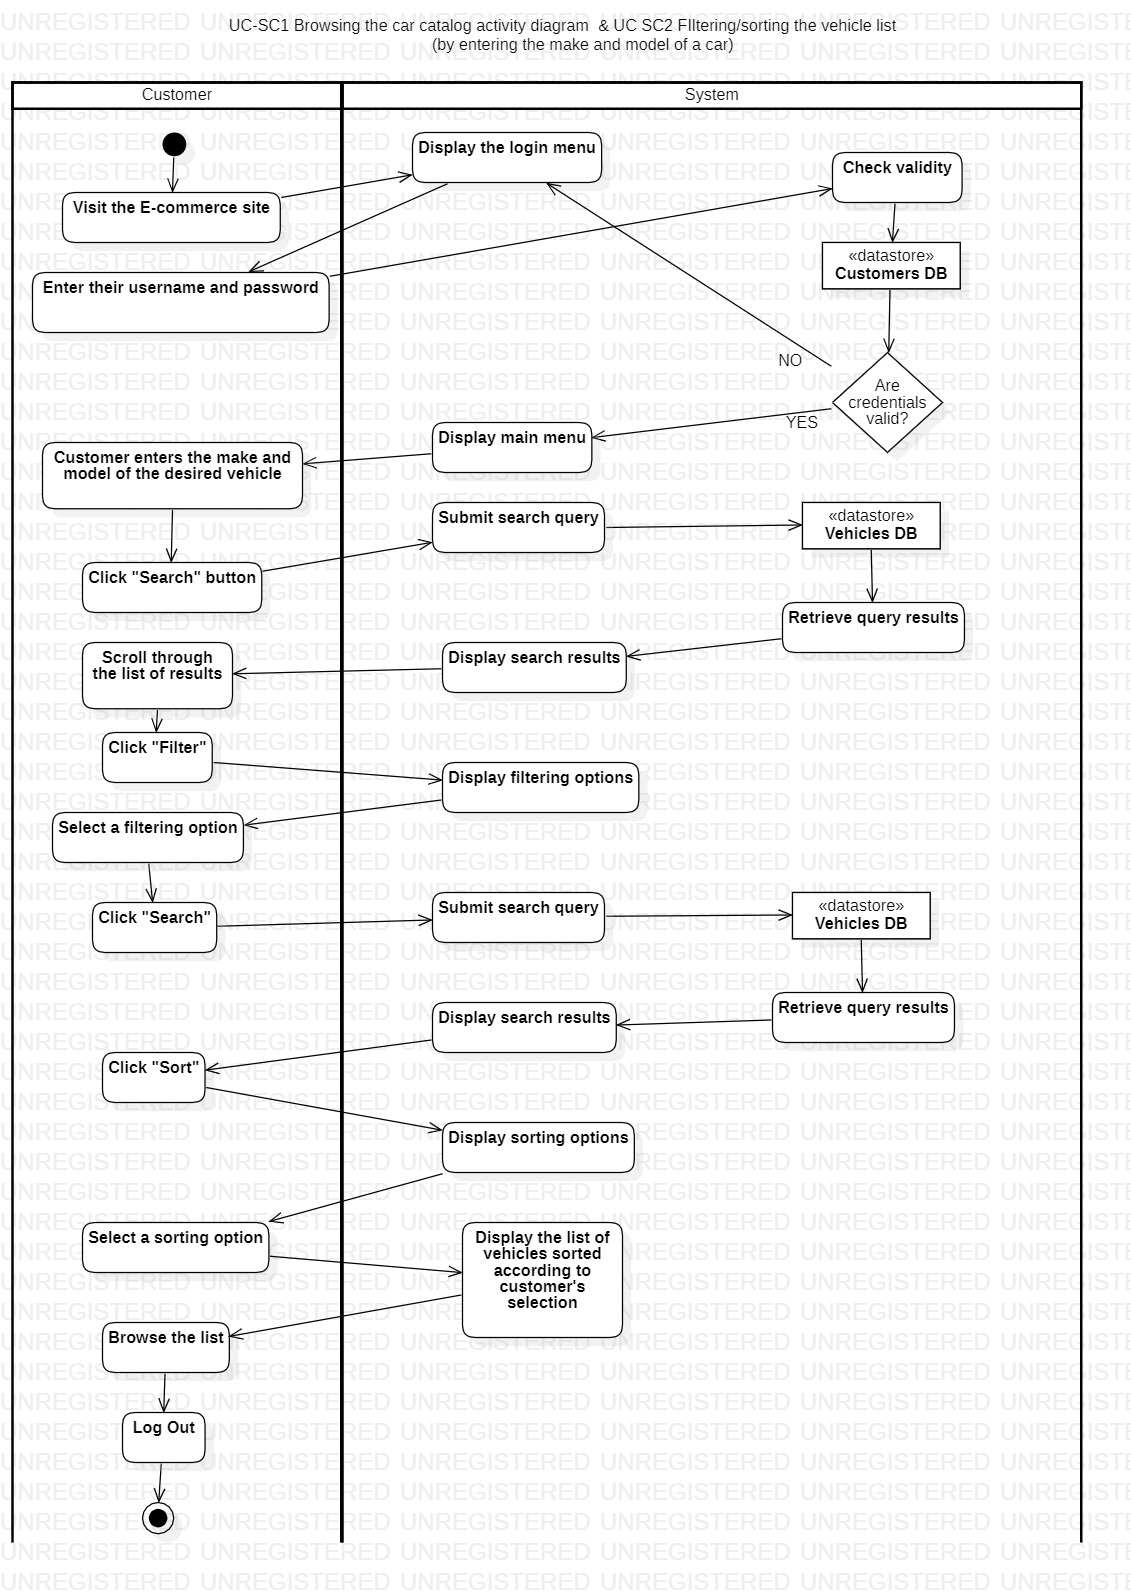 UC-SC1 Browsing the car catalog activity diagram & UC SC2 FIltering/sorting the vehicle list
(by entering the make and model of a car)
Customer
System
Display the login menu
Check validity
Visit the E-commerce site
«datastore»
Customers DB
Enter their username and password
NO
Are
credentials
valid?
YES
Display main menu
Customer enters the make and
model of the desired vehicle
Submit search query
«datastore»
Vehicles DB
Click "Search" button
Retrieve query results
Scroll through
the list of results
Display search results
Click "Filter"
Display filtering options
Select a filtering option
Click "Search"
Submit search query
«datastore»
Vehicles DB
Retrieve query results
Display search results
Click "Sort"
Display sorting options
Select a sorting option
Display the list of
vehicles sorted
according to
customer's
selection
Browse the list
Log Out
UNREGISTERED